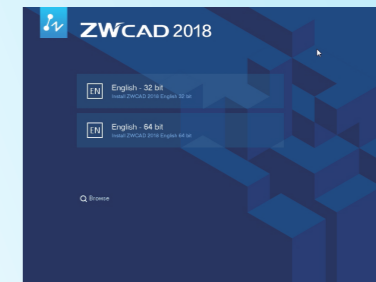 ZWCAD 2018
EN
English - 32 bit
Install ZWCAD 2018 English 32 bit
EN
English - 64 bit
Install ZWCAD 2018 English 64 bit
Browse